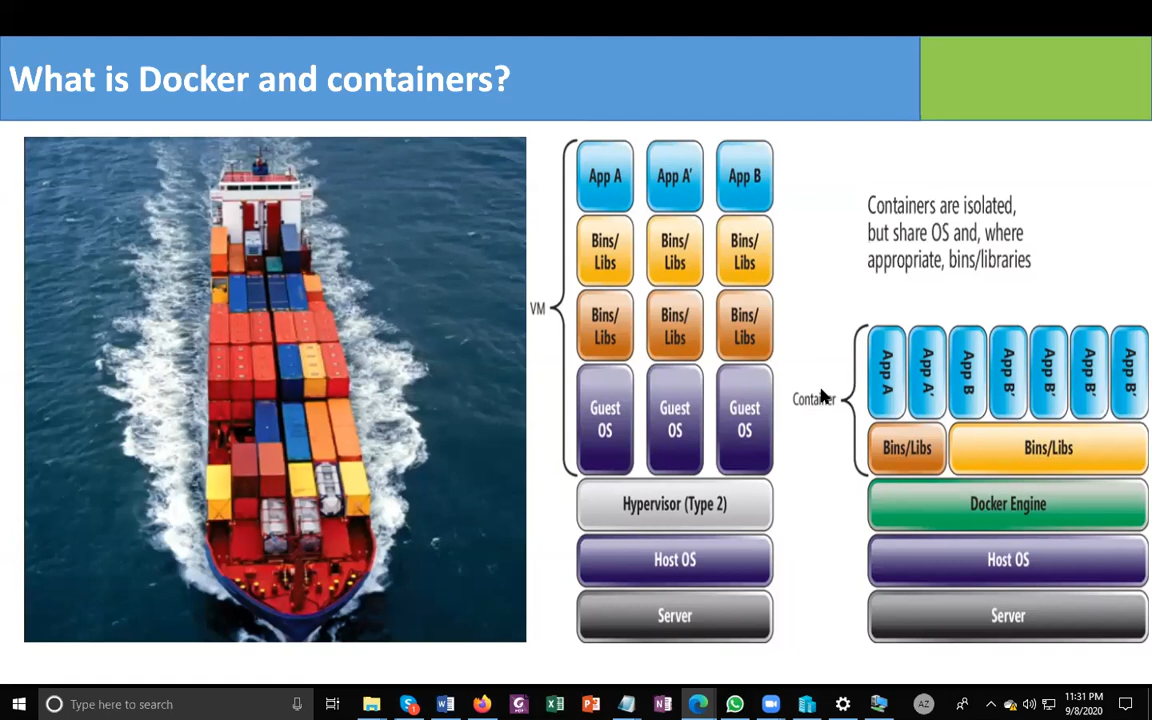 What is Docker and containers?
App A
App A'
App B
Bins/
Libs
Bins/
Libs
Bins/
Libs
Bins/
Libs
Bins/
Libs
Bins/
Libs
VM
Guest
OS
Guest
OS
Guest
OS
Hypervisor (Type 2)
Host OS
Server
Containers are isolated,
but share OS and, where
appropriate, bins/libraries
Container
App A
App A'
App B
App B'
App B'
App B'
App B'
Bins/Libs
Bins/Libs
Docker Engine
Host OS
Server
Type here to search
AZ
11:31 PM
9/8/2020